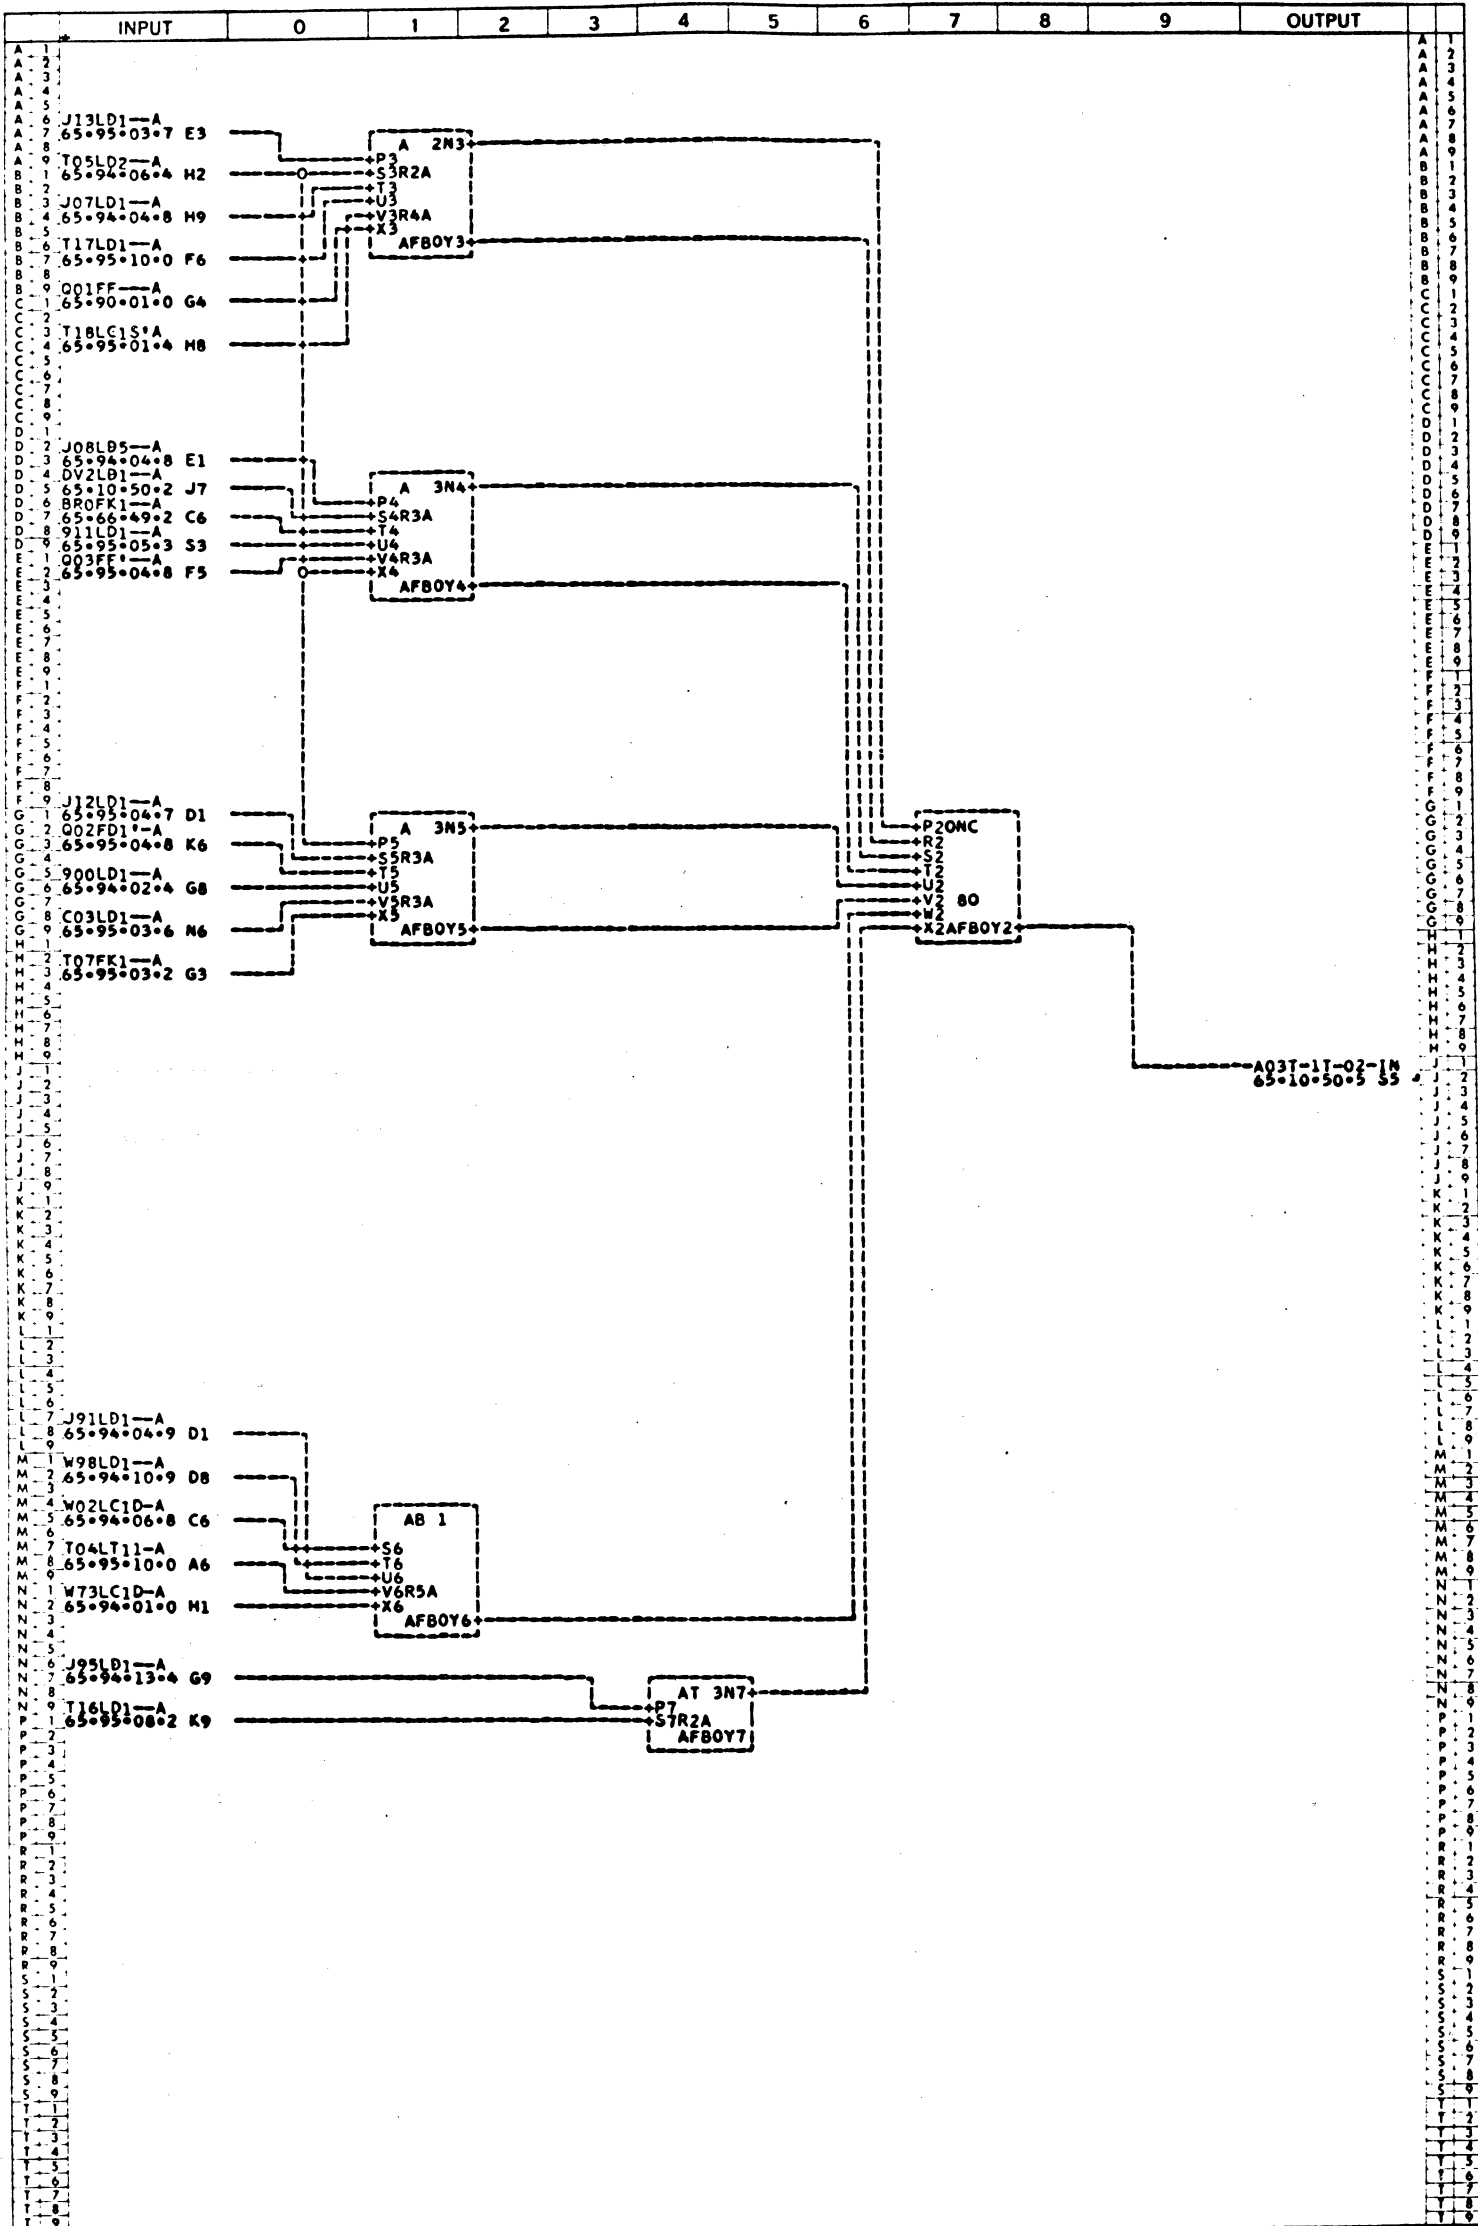 INPUT 0 1 2 3 4 5 6 7 8 9 OUTPUT
J13LD1—A
65•95•03•7 E3
T05LD2—A
65•94•06•4 H2
J07LD1—A
65•94•04•8 H9
T17LD1—A
65•95•10•0 F6
Q01FF—A
65•90•01•0 G4
T18LC1S'A
65•95•01•4 H8
A 2N3
P3
S3R2A
T3
U3
V3R4A
X3
AFBOY3
J08LD5—A
65•94•04•8 E1
DV2LD1—A
65•10•50•2 J7
BR0FK1—A
65•66•49•2 C6
911LD1—A
65•95•05•3 S3
Q03FF'—A
65•95•04•8 F5
A 3N4
P4
S4R3A
T4
U4
V4R3A
X4
AFBOY4
J12LD1—A
65•95•04•7 D1
Q02FD1'-A
65•95•04•8 K6
900LD1—A
65•94•02•4 G8
C03LD1—A
65•95•03•6 N6
T07FK1—A
65•95•03•2 G3
A 3N5
P5
S5R3A
T5
U5
V5R3A
X5
AFBOY5
P2ONC
R2
S2
T2
U2
V2 80
W2
X2AFBOY2
A03T-1T-02-IN
65•10•50•5 S5
J91LD1—A
65•94•04•9 D1
W98LD1—A
65•94•10•9 D8
W02LC1D-A
65•94•06•8 C6
T04LT11-A
65•95•10•0 A6
W73LC1D-A
65•94•01•0 H1
AB 1
S6
T6
U6
V6R5A
X6
AFBOY6
J95LD1—A
65•94•13•4 G9
T16LD1—A
65•95•08•2 K9
AT 3N7
P7
S7R2A
AFBOY7